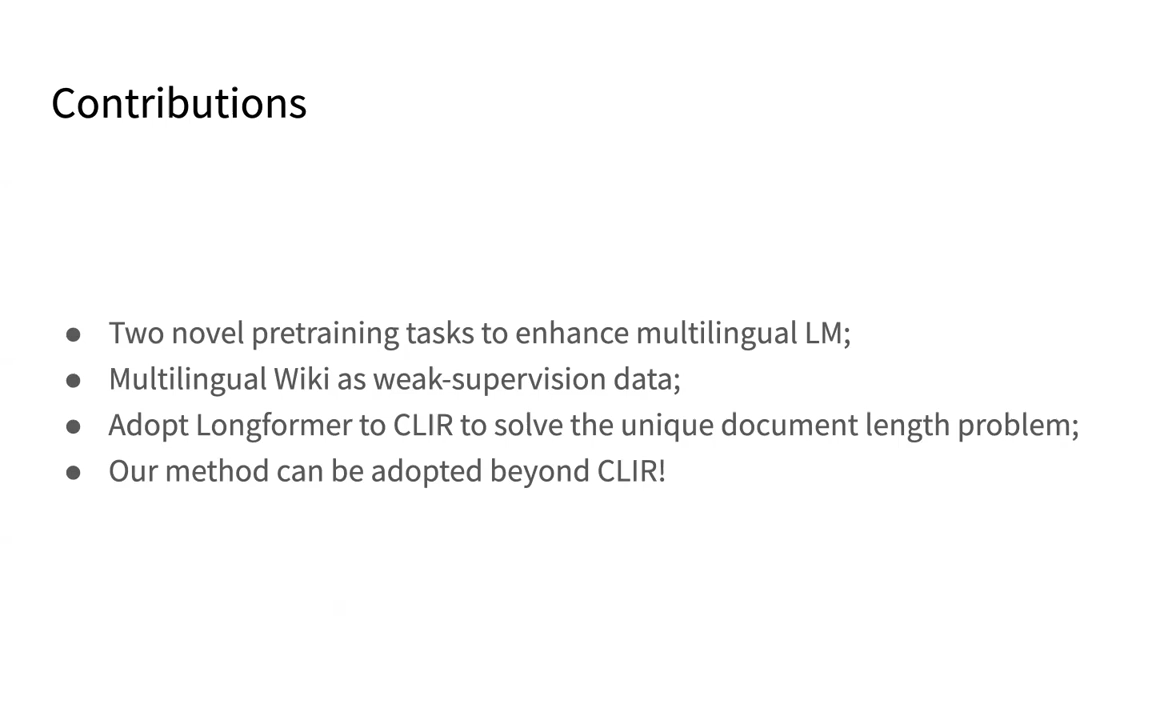 Contributions
● Two novel pretraining tasks to enhance multilingual LM;
● Multilingual Wiki as weak-supervision data;
● Adopt Longformer to CLIR to solve the unique document length problem;
● Our method can be adopted beyond CLIR!